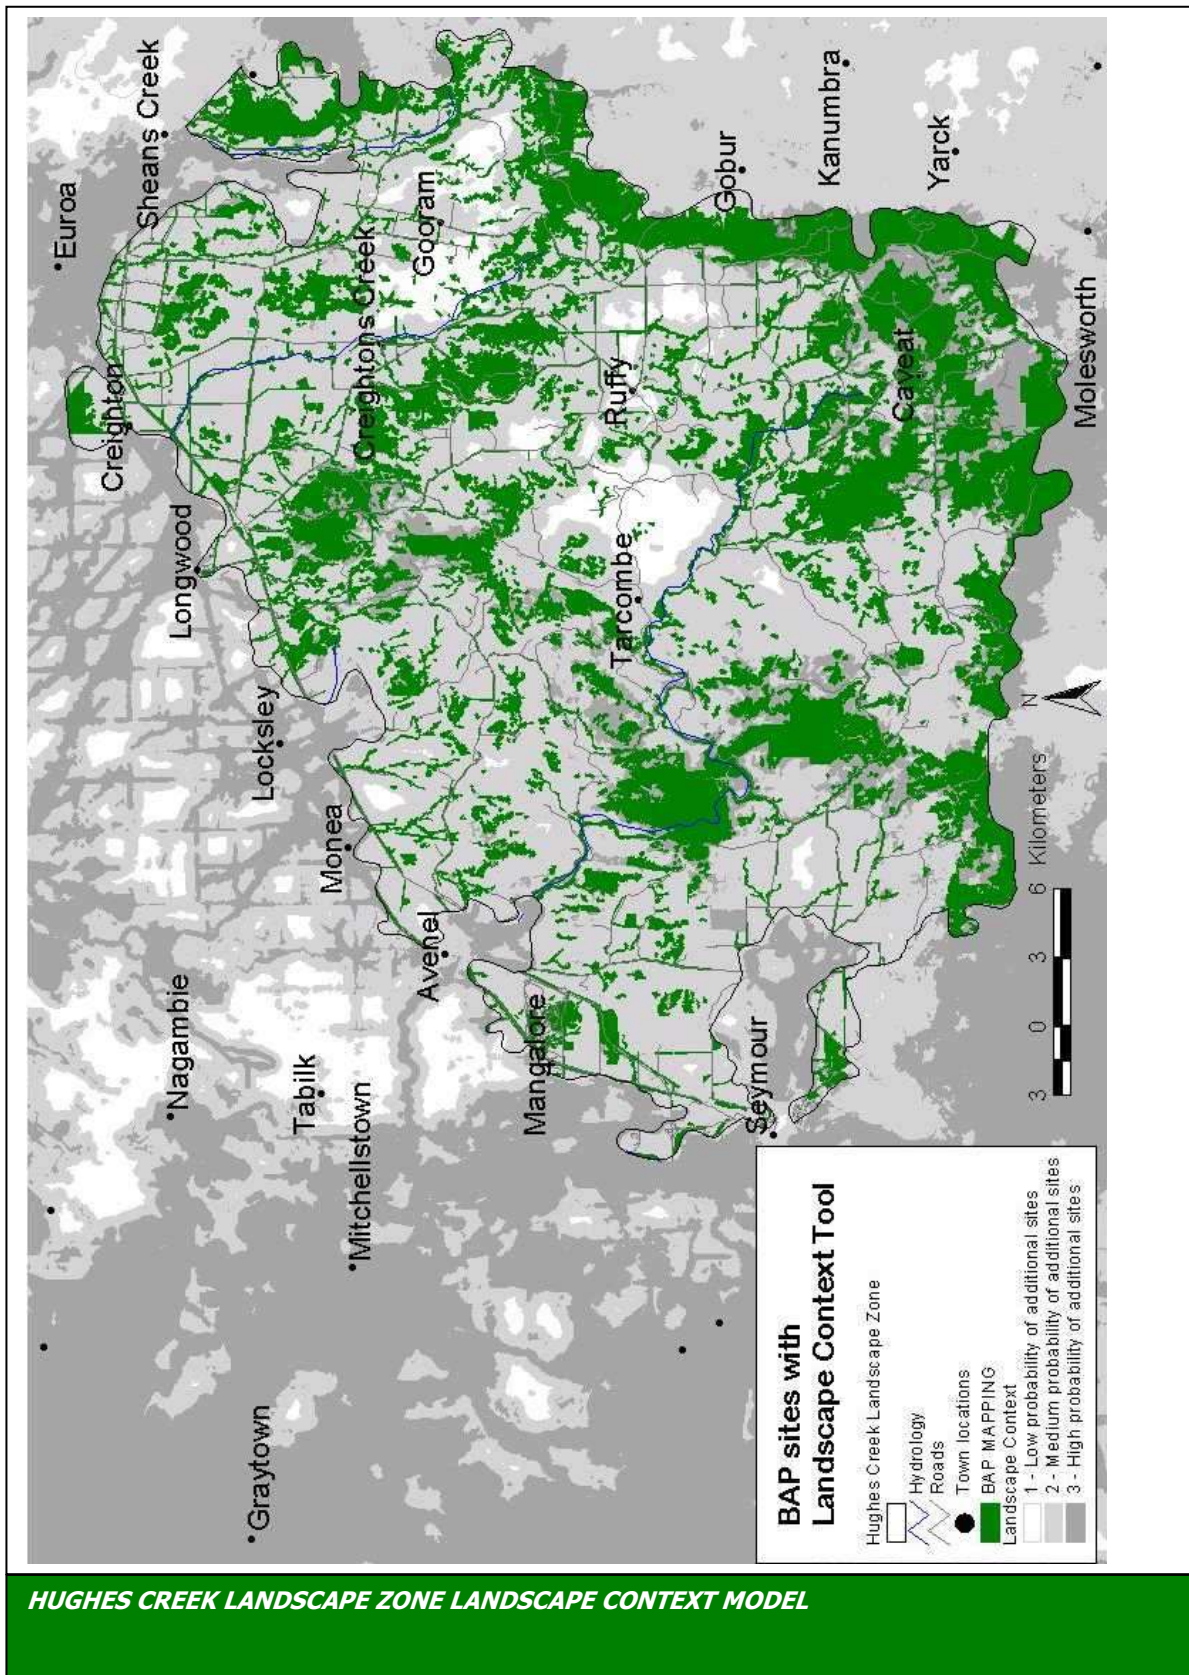 Graytown
Nagambie
Tabilk
Mitchellstown
Avenel
Mangalore
Seymour
Monea
Locksley
Longwood
Creighton
Euroa
Sheans Creek
Creightons Creek
Gooram
Ruffy
Tarcombe
Gobur
Kanumbra
Yarck
Caveat
Molesworth
N
3 0 3 6 Kilometers
BAP sites with
Landscape Context Tool
Hughes Creek Landscape Zone
Hydrology
Roads
Town locations
BAP MAPPING
Landscape Context
1 - Low probability of additional sites
2 - Medium probability of additional sites
3 - High probability of additional sites
HUGHES CREEK LANDSCAPE ZONE LANDSCAPE CONTEXT MODEL